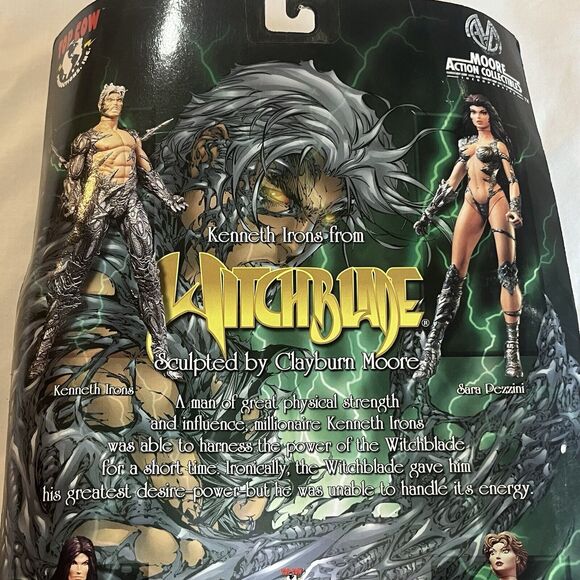 TOP COW
MOORE
ACTION COLLECTIBLES
Kenneth Irons from
WITCHBLADE®
Sculpted by Clayburn Moore
Kenneth Irons
Sara Pezzini
A man of great physical strength
and influence, millionaire Kenneth Irons
was able to harness the power of the Witchblade
for a short time. Ironically, the Witchblade gave him
his greatest desire-power-but he was unable to handle its energy.